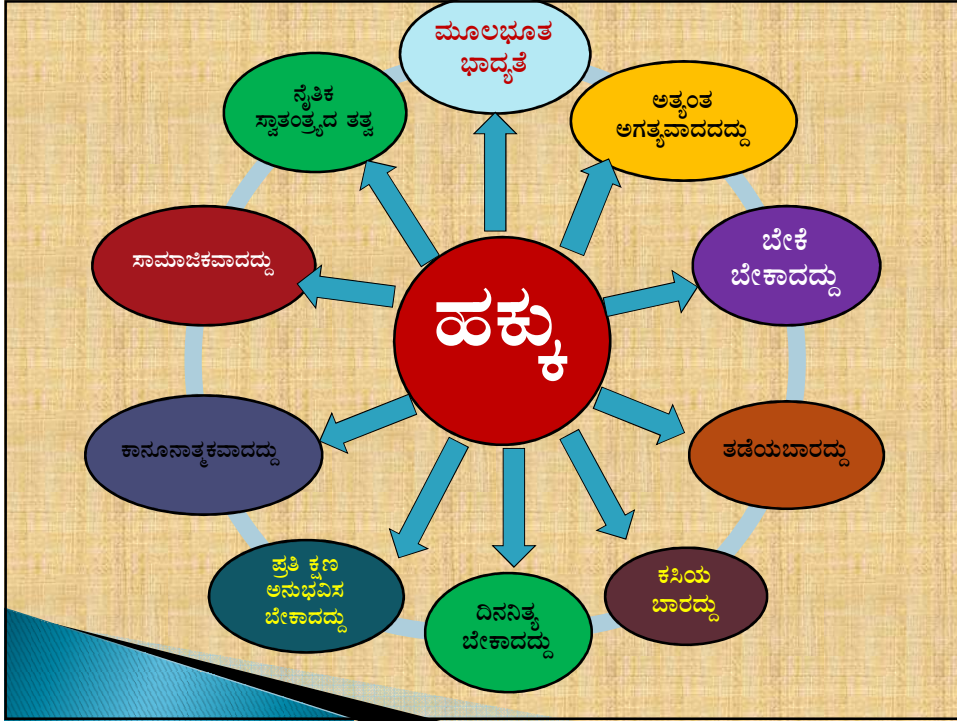 ಮೂಲಭೂತ
ಭಾದ್ಯತೆ
ಅತ್ಯಂತ
ಅಗತ್ಯವಾದದದ್ದು
ಬೇಕೆ
ಬೇಕಾದದ್ದು
ತಡೆಯಬಾರದ್ದು
ಕಸಿಯ
ಬಾರದ್ದು
ದಿನನಿತ್ಯ
ಬೇಕಾದದ್ದು
ಪ್ರತಿ ಕ್ಷಣ
ಅನುಭವಿಸ
ಬೇಕಾದದ್ದು
ಕಾನೂನಾತ್ಮಕವಾದದ್ದು
ಸಾಮಾಜಿಕವಾದದ್ದು
ನೈತಿಕ
ಸ್ವಾತಂತ್ರ್ಯದ ತತ್ವ
ಹಕ್ಕು